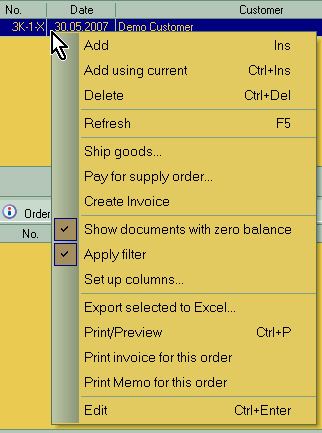 No. Date Customer
3K-1-X 30.05.2007 Demo Customer
Add Ins
Add using current Ctrl+Ins
Delete Ctrl+Del
Refresh F5
Ship goods...
Pay for supply order...
Create Invoice
Order
Show documents with zero balance
No.
Apply filter
Set up columns...
Export selected to Excel...
Print/Preview Ctrl+P
Print invoice for this order
Print Memo for this order
Edit Ctrl+Enter